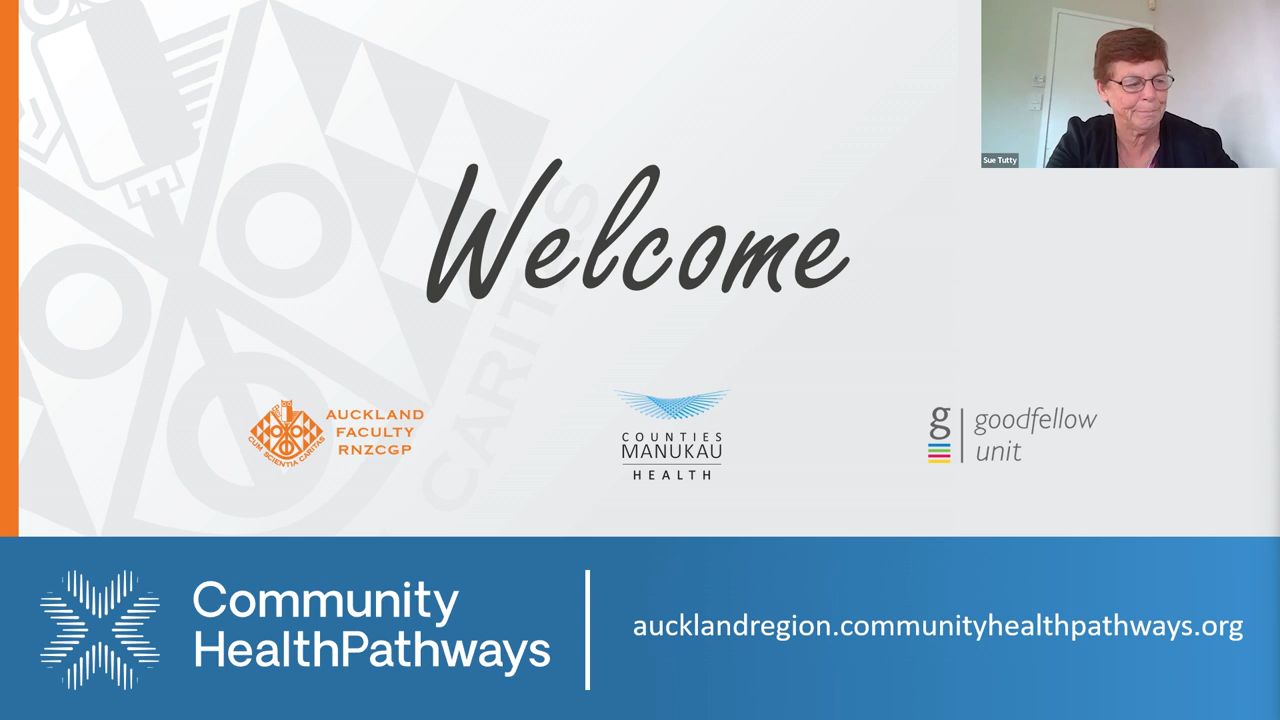 Sue Tutty
Welcome
CARITAS
AUCKLAND
FACULTY
RNZCGP
CUM SCIENTIA CARITAS
COUNTIES
MANUKAU
HEALTH
g
goodfellow
unit
Community
HealthPathways
aucklandregion.communityhealthpathways.org